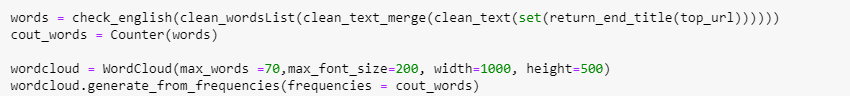 words = check_english(clean_wordsList(clean_text_merge(clean_text(set(return_end_title(top_url))))))
cout_words = Counter(words)
wordcloud = WordCloud(max_words =70,max_font_size=200, width=1000, height=500)
wordcloud.generate_from_frequencies(frequencies = cout_words)